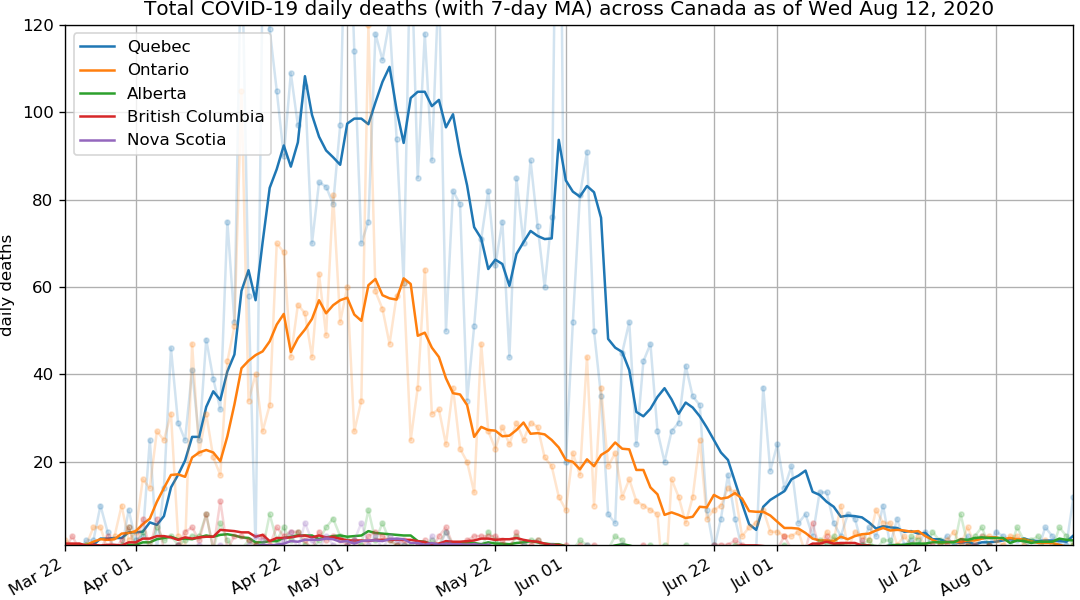 Total COVID-19 daily deaths (with 7-day MA) across Canada as of Wed Aug 12, 2020
120
100
80
60
40
20
daily deaths
Quebec
Ontario
Alberta
British Columbia
Nova Scotia
Mar 22
Apr 01
Apr 22
May 01
May 22
Jun 01
Jun 22
Jul 01
Jul 22
Aug 01